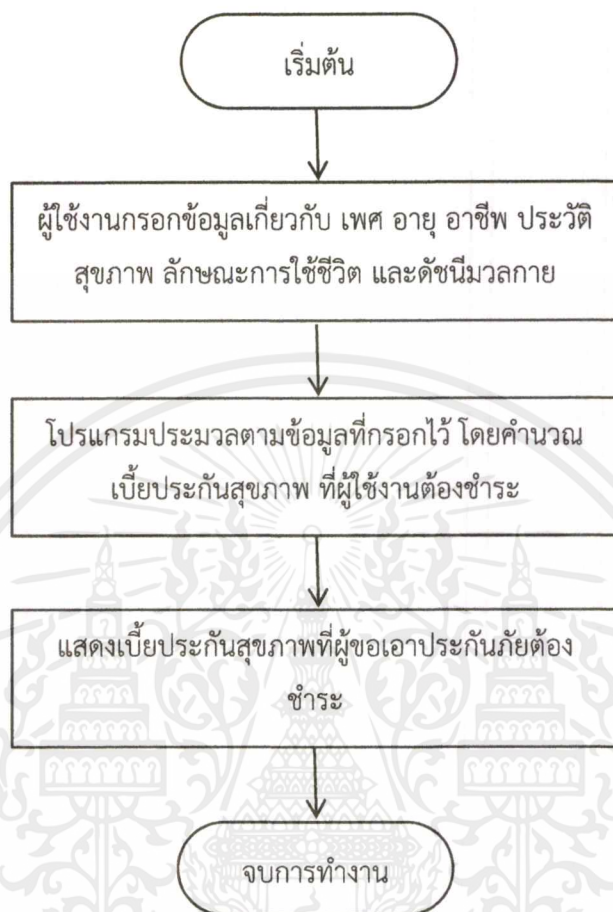 เริ่มต้น
ผู้ใช้งานกรอกข้อมูลเกี่ยวกับ เพศ อายุ อาชีพ ประวัติ
สุขภาพ ลักษณะการใช้ชีวิต และดัชนีมวลกาย
โปรแกรมประมวลตามข้อมูลที่กรอกไว้ โดยคำนวณ
เบี้ยประกันสุขภาพ ที่ผู้ใช้งานต้องชำระ
แสดงเบี้ยประกันสุขภาพที่ผู้ขอเอาประกันภัยต้อง
ชำระ
จบการทำงาน